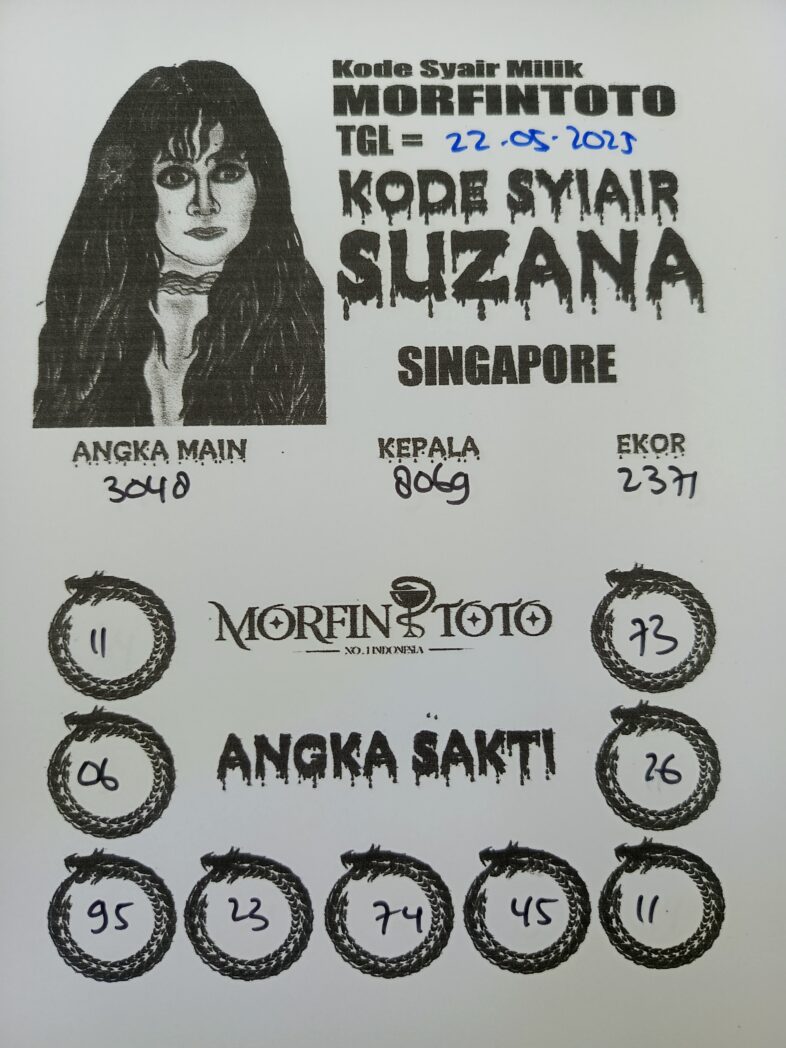 Kode Syair Milik
MORFINTOTO
TGL = 22-05-2025
KODE SYIAIR
SUZANA
SINGAPORE
ANGKA MAIN KEPALA EKOR
3048 8069 2371
11 MORFIN TOTO 73
NO.1 INDONESIA
06 ANGKA SAKTI 26
95 23 74 45 11